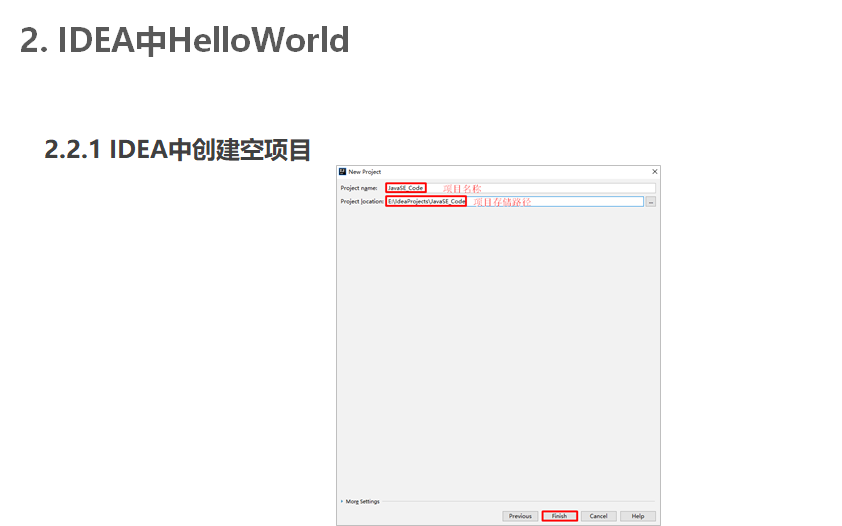 2. IDEA中HelloWorld
2.2.1 IDEA中创建空项目
New Project
Project name: JavaSE_Code 项目名称
Project location: E:\IdeaProjects\JavaSE_Code 项目存储路径 ...
More Settings
Previous Finish Cancel Help